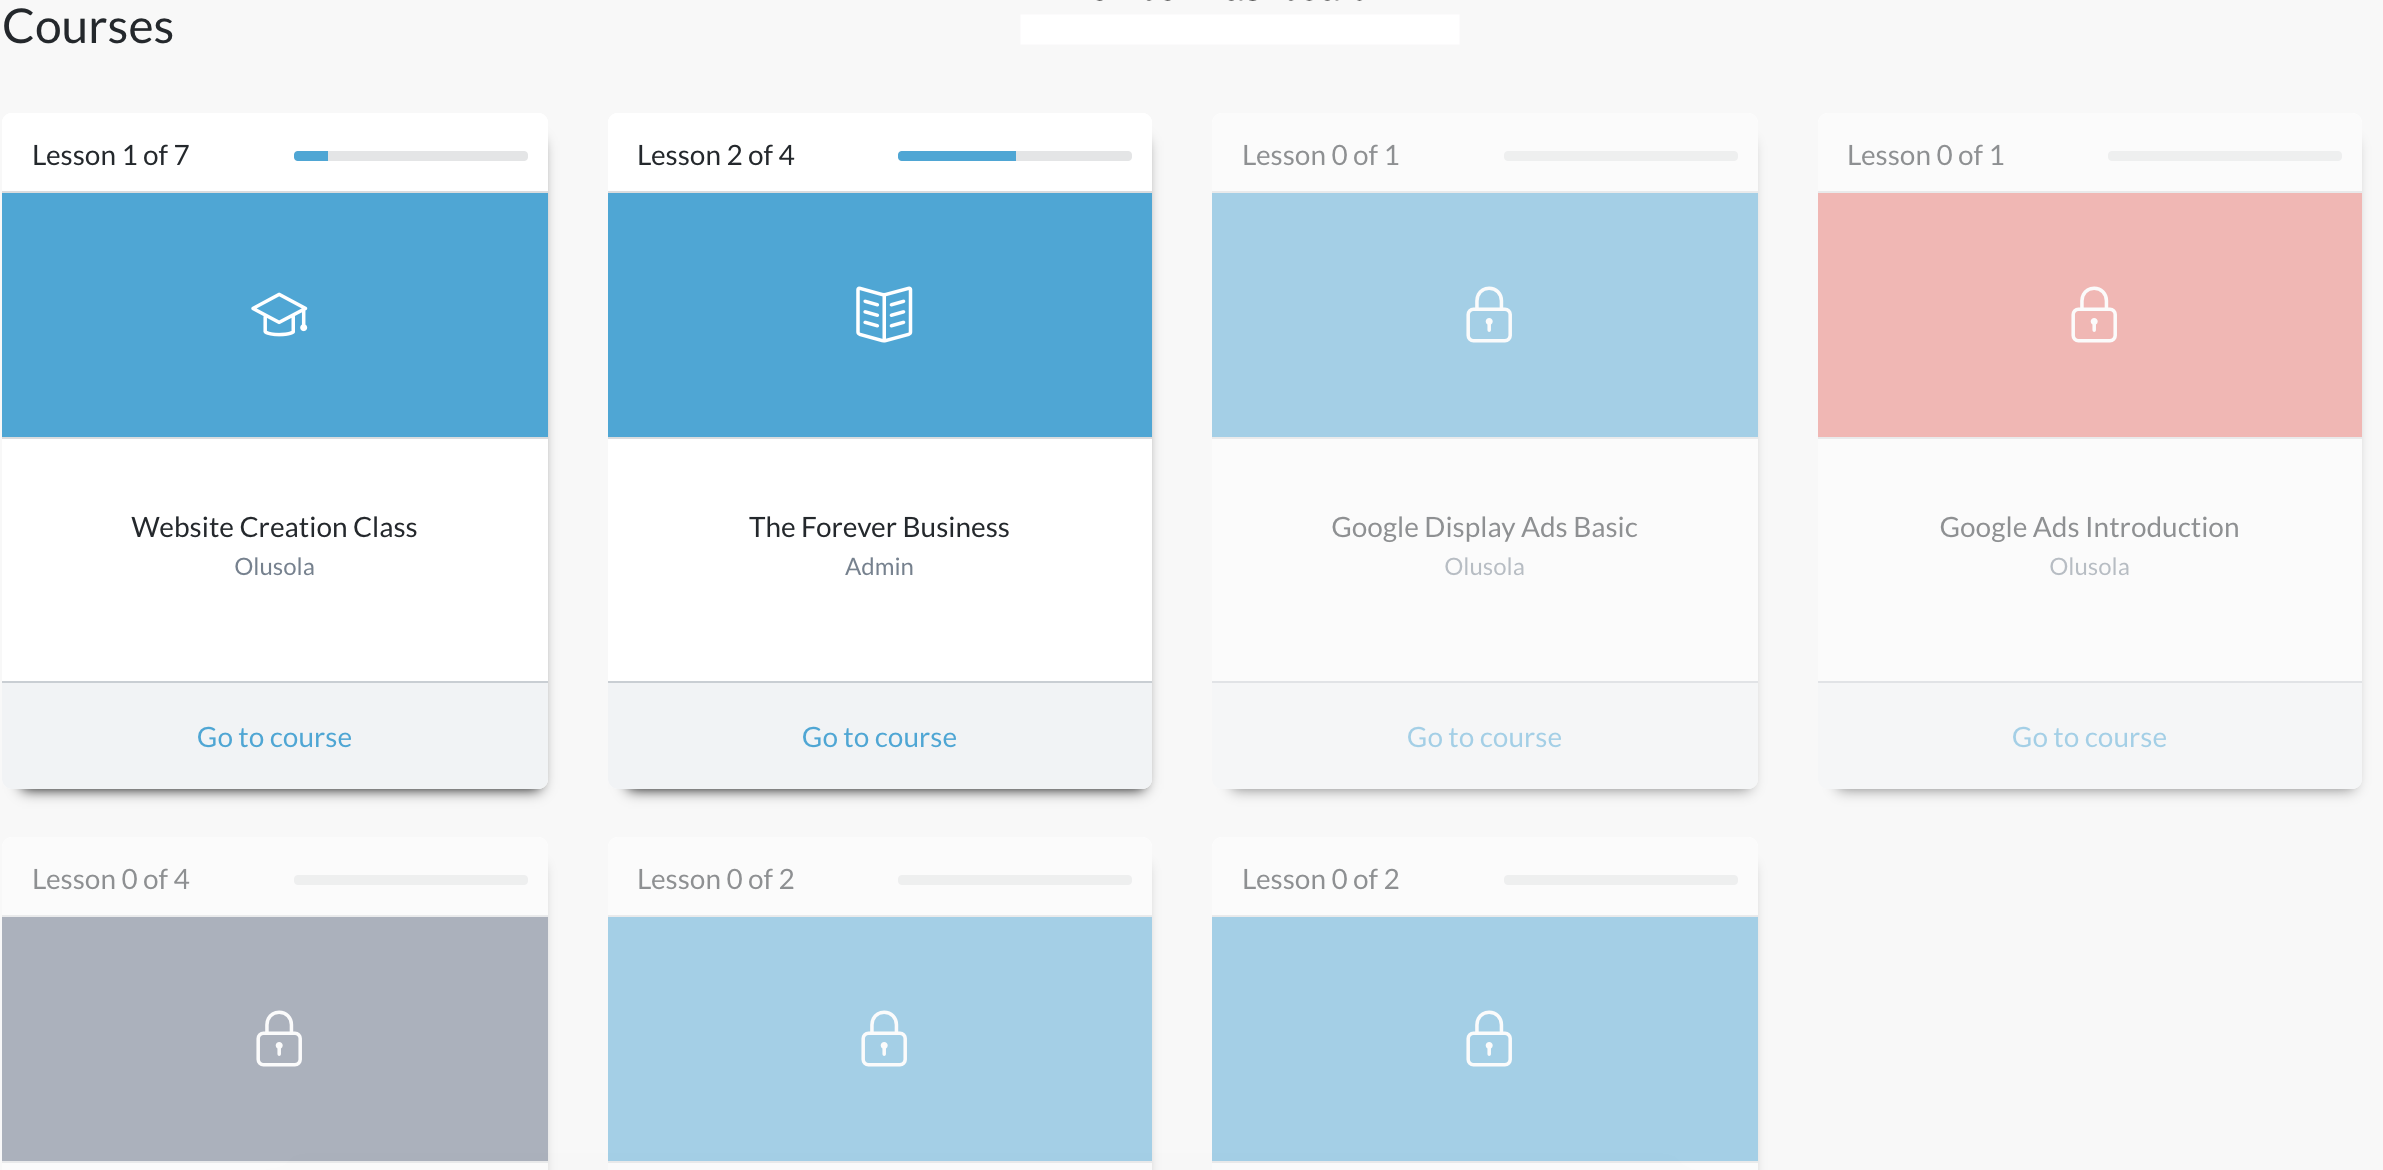 Courses
Lesson 1 of 7
Lesson 2 of 4
Lesson 0 of 1
Lesson 0 of 1
Website Creation Class
Olusola
The Forever Business
Admin
Google Display Ads Basic
Olusola
Google Ads Introduction
Olusola
Go to course
Go to course
Go to course
Go to course
Lesson 0 of 4
Lesson 0 of 2
Lesson 0 of 2